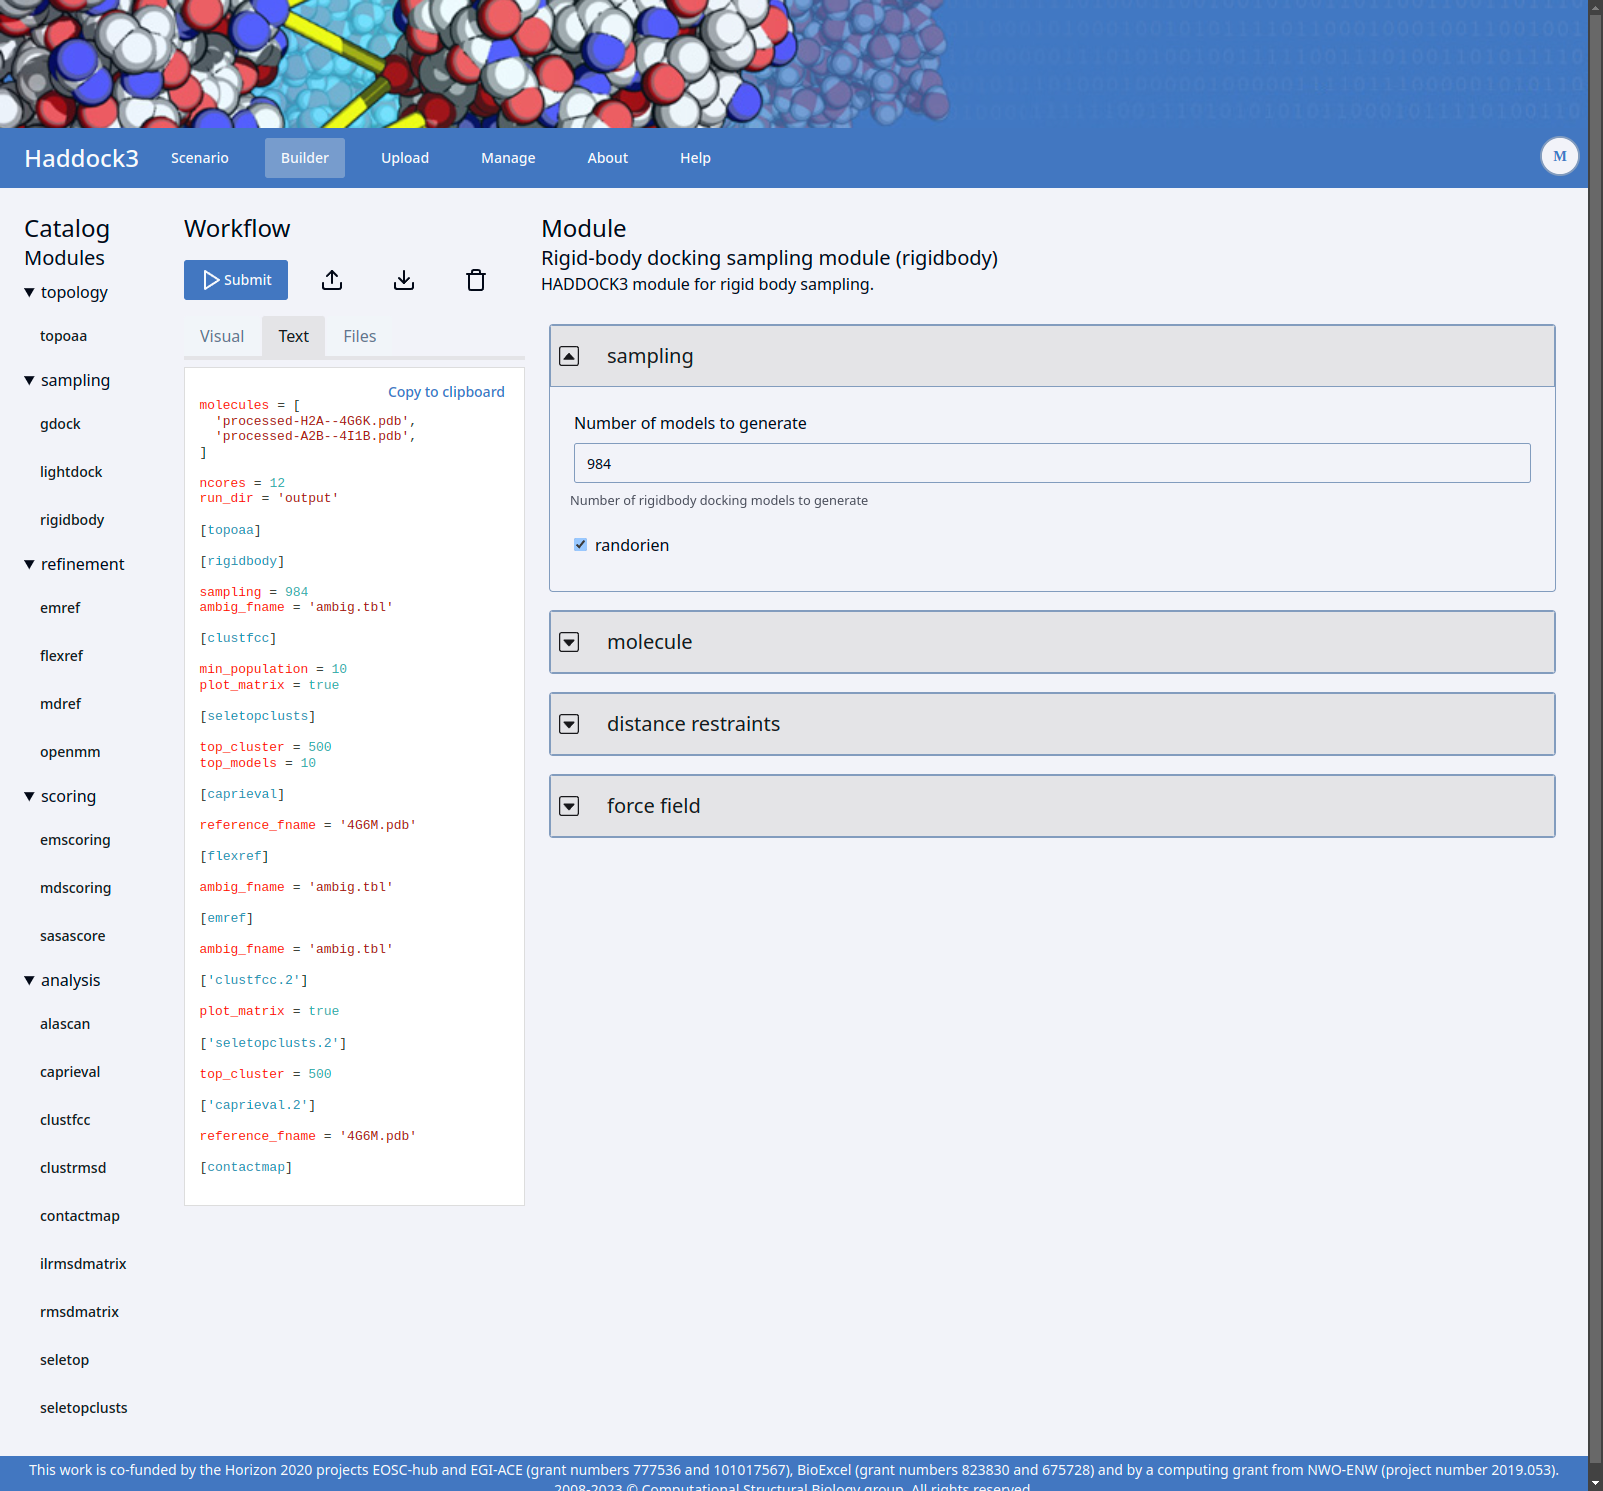 Haddock3
Scenario
Builder
Upload
Manage
About
Help
M
Catalog
Modules
▼ topology
topoaa
▼ sampling
gdock
lightdock
rigidbody
▼ refinement
emref
flexref
mdref
openmm
▼ scoring
emscoring
mdscoring
sasascore
▼ analysis
alascan
caprieval
clustfcc
clustrmsd
contactmap
ilrmsdmatrix
rmsdmatrix
seletop
seletopclusts
Workflow
Submit
Visual
Text
Files
Copy to clipboard
molecules = [
  'processed-H2A--4G6K.pdb',
  'processed-A2B--4I1B.pdb',
]
ncores = 12
run_dir = 'output'
[topoaa]
[rigidbody]
sampling = 984
ambig_fname = 'ambig.tbl'
[clustfcc]
min_population = 10
plot_matrix = true
[seletopclusts]
top_cluster = 500
top_models = 10
[caprieval]
reference_fname = '4G6M.pdb'
[flexref]
ambig_fname = 'ambig.tbl'
[emref]
ambig_fname = 'ambig.tbl'
['clustfcc.2']
plot_matrix = true
['seletopclusts.2']
top_cluster = 500
['caprieval.2']
reference_fname = '4G6M.pdb'
[contactmap]
Module
Rigid-body docking sampling module (rigidbody)
HADDOCK3 module for rigid body sampling.
sampling
Number of models to generate
984
Number of rigidbody docking models to generate
randorien
molecule
distance restraints
force field
This work is co-funded by the Horizon 2020 projects EOSC-hub and EGI-ACE (grant numbers 777536 and 101017567), BioExcel (grant numbers 823830 and 675728) and by a computing grant from NWO-ENW (project number 2019.053).
2008-2023 © Computational Structural Biology group. All rights reserved.